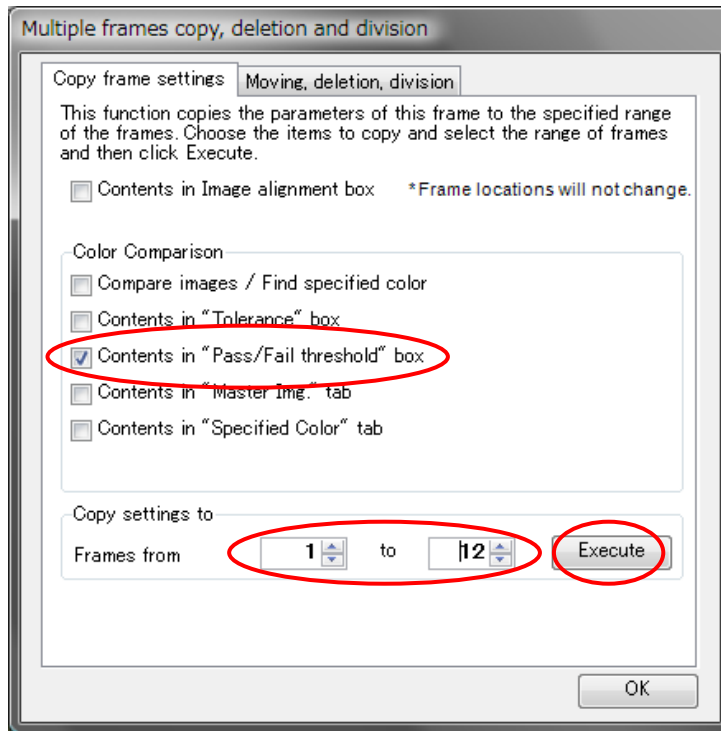 Multiple frames copy, deletion and division
Copy frame settings Moving, deletion, division
This function copies the parameters of this frame to the specified range
of the frames. Choose the items to copy and select the range of frames
and then click Execute.
Contents in Image alignment box *Frame locations will not change.
Color Comparison
Compare images / Find specified color
Contents in "Tolerance" box
Contents in "Pass/Fail threshold" box
Contents in "Master Img." tab
Contents in "Specified Color" tab
Copy settings to
Frames from 1 to 12 Execute
OK